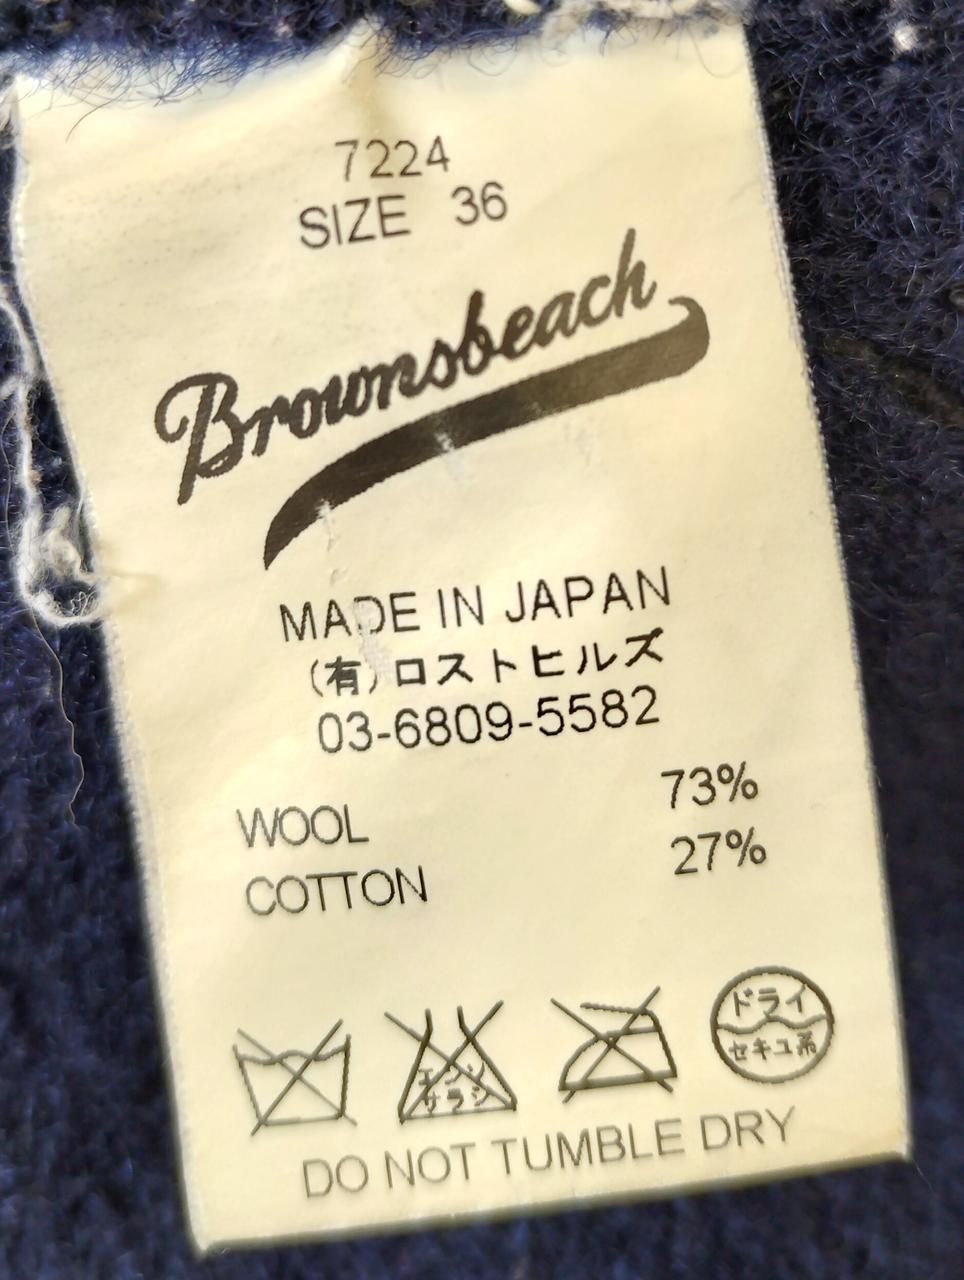 7224
SIZE 36
Brownsbeach
MADE IN JAPAN
(有)ロストヒルズ
03-6809-5582
WOOL 73%
COTTON 27%
エンソ
サラシ
ドライ
セキユ系
DO NOT TUMBLE DRY